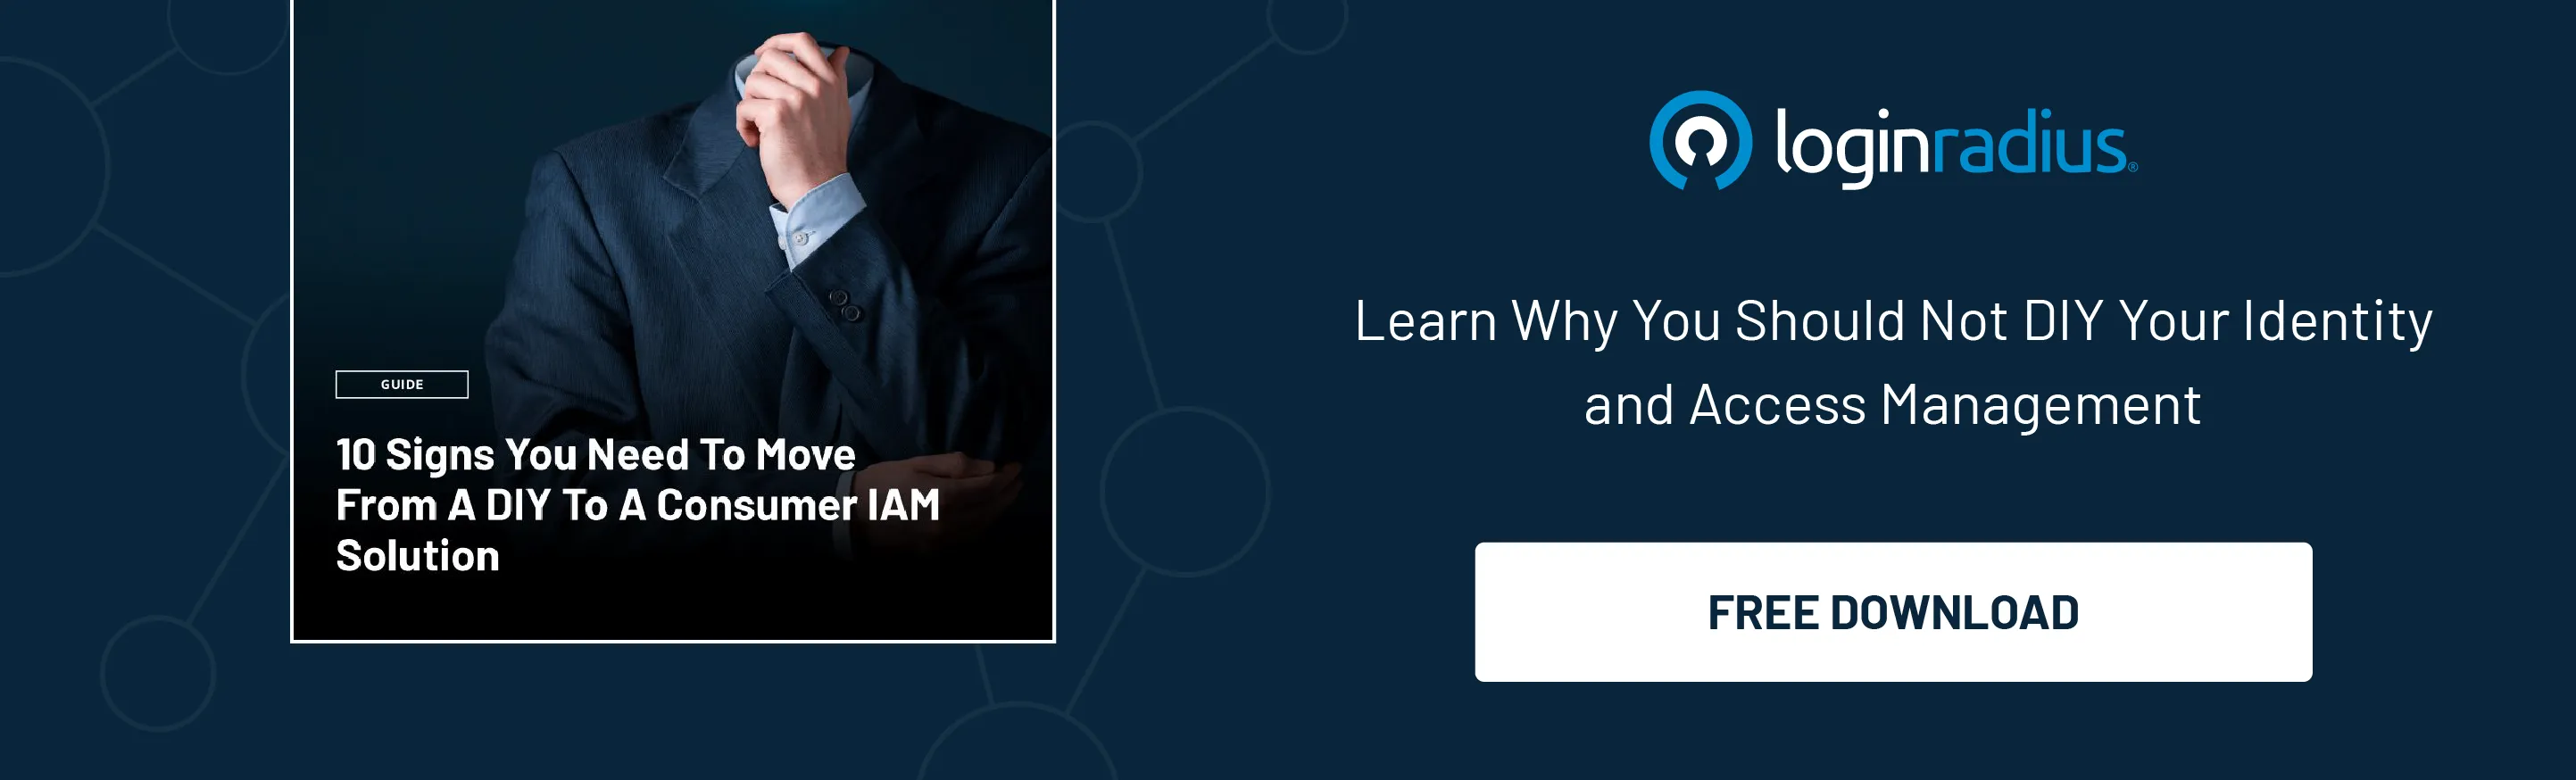 GUIDE
10 Signs You Need To Move
From A DIY To A Consumer IAM
Solution
loginradius®
Learn Why You Should Not DIY Your Identity
and Access Management
FREE DOWNLOAD